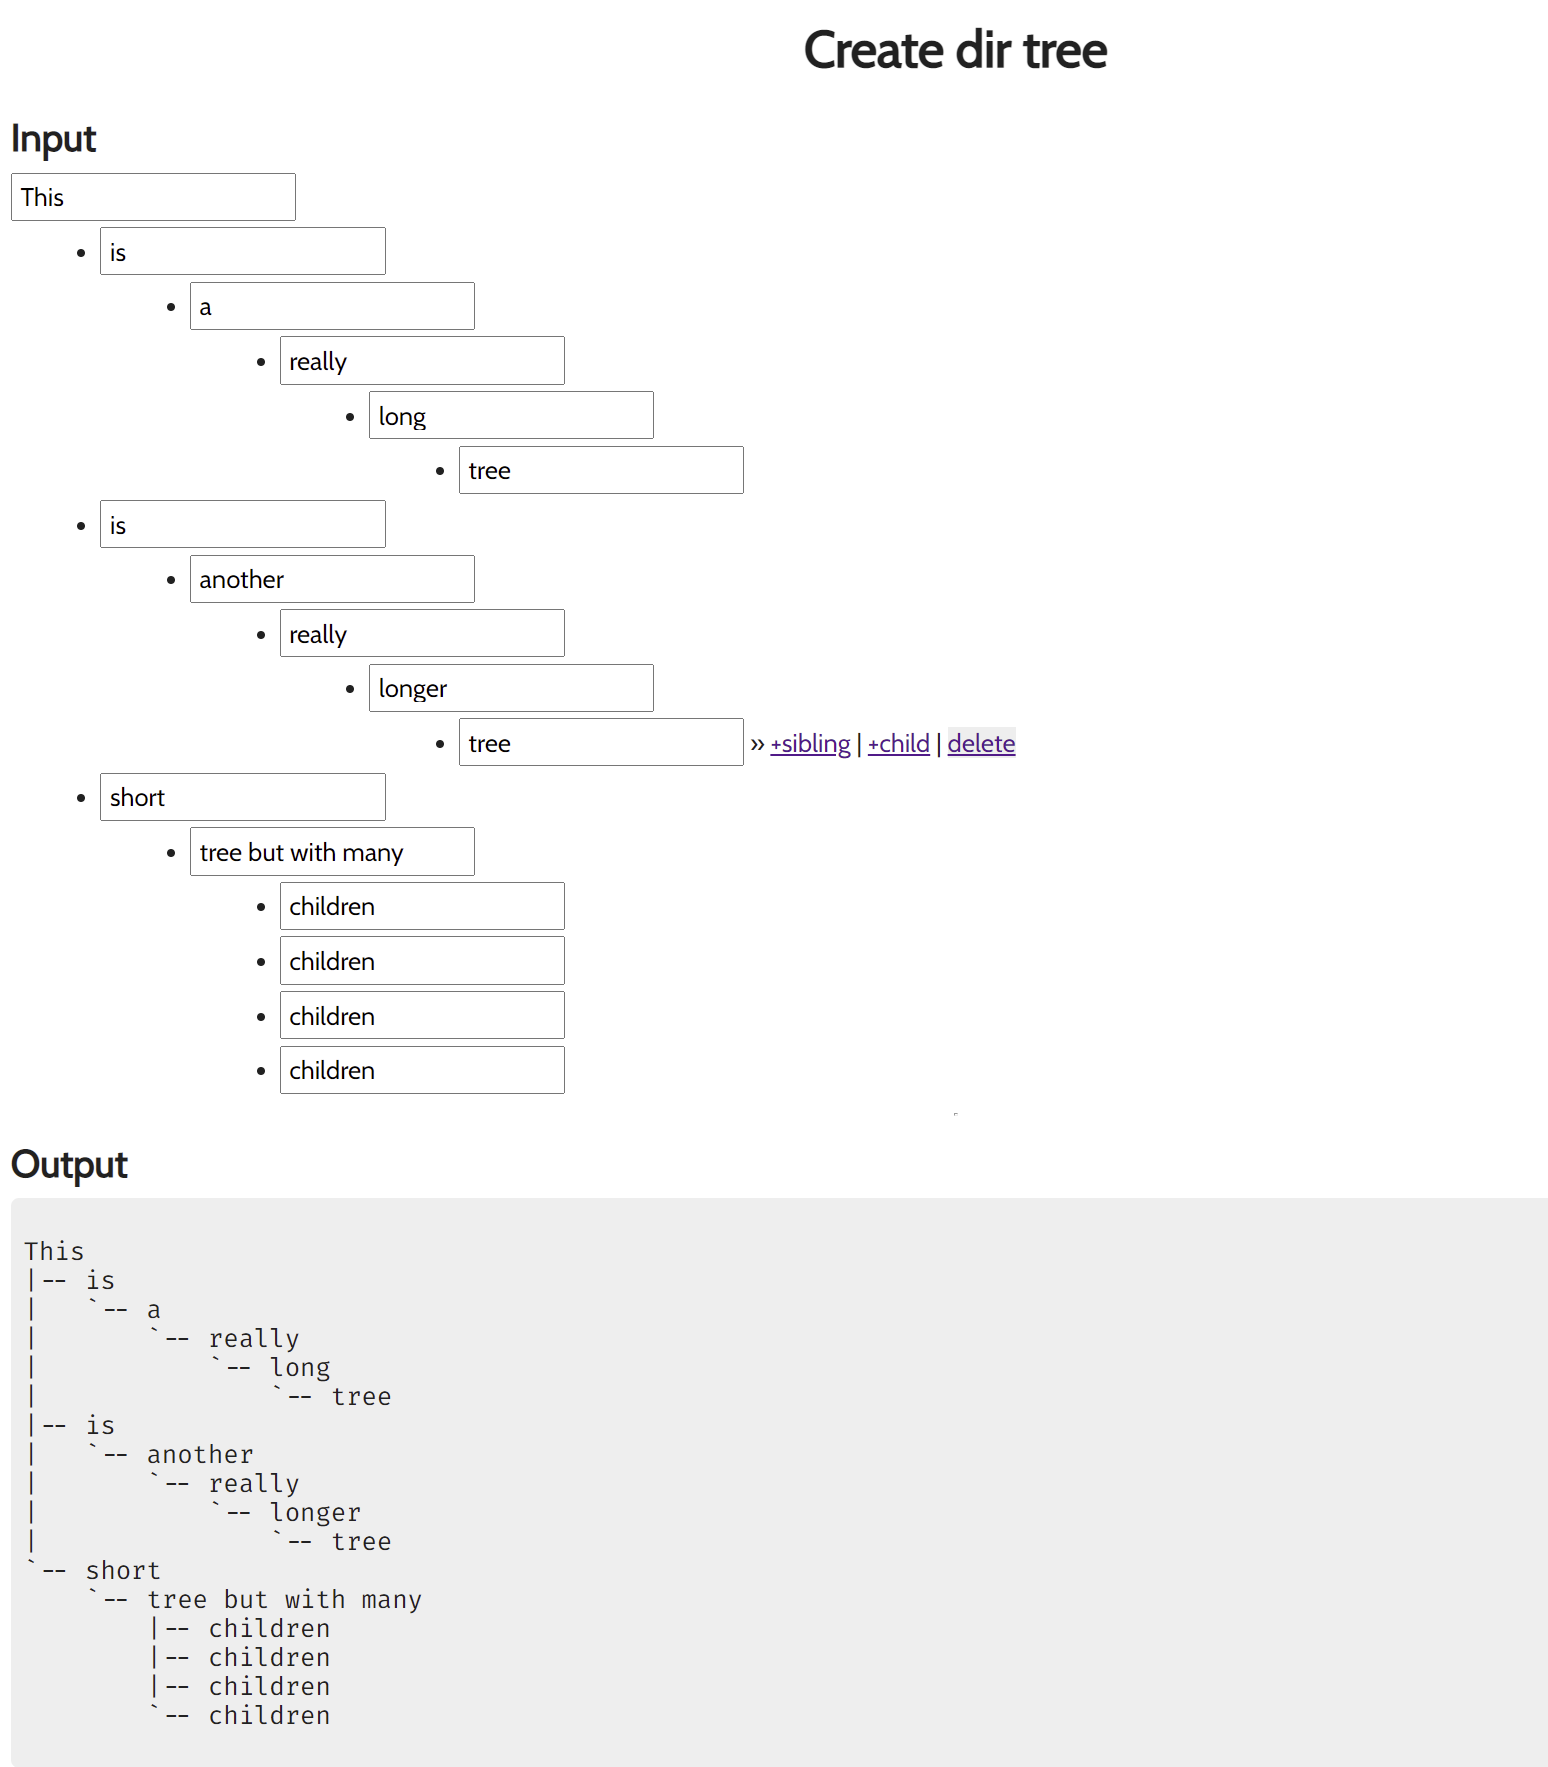 Create dir tree
Input
This
• is
• a
• really
• long
• tree
• is
• another
• really
• longer
• tree » +sibling | +child | delete
• short
• tree but with many
• children
• children
• children
• children
Output
This
|-- is
|   `-- a
|       `-- really
|           `-- long
|               `-- tree
|-- is
|   `-- another
|       `-- really
|           `-- longer
|               `-- tree
`-- short
    `-- tree but with many
        |-- children
        |-- children
        |-- children
        `-- children